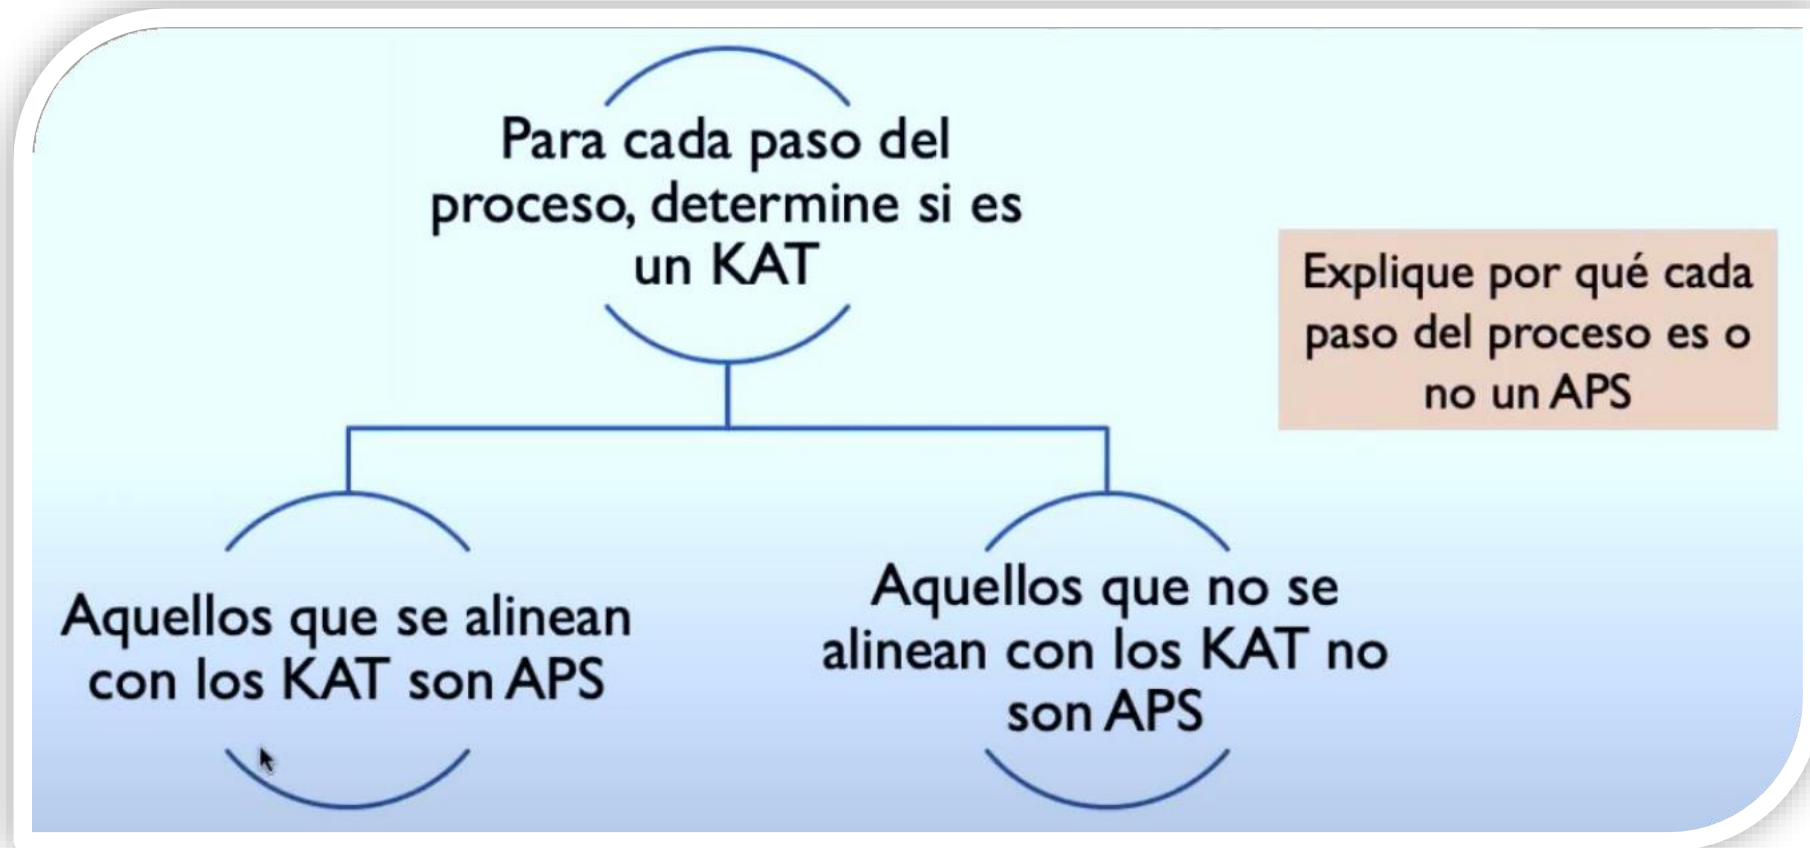 Para cada paso del
proceso, determine si es
un KAT
Explique por qué cada
paso del proceso es o
no un APS
Aquellos que se alinean
con los KAT son APS
Aquellos que no se
alinean con los KAT no
son APS